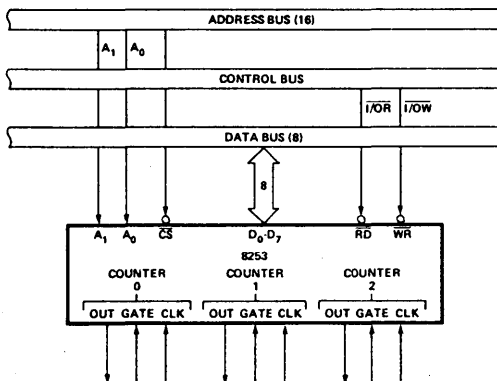 ADDRESS BUS (16)
A1 A0
CONTROL BUS
I/OR I/OW
DATA BUS (8)
8
A1 A0 CS D0-D7 RD WR
8253
COUNTER 0 COUNTER 1 COUNTER 2
OUT GATE CLK OUT GATE CLK OUT GATE CLK